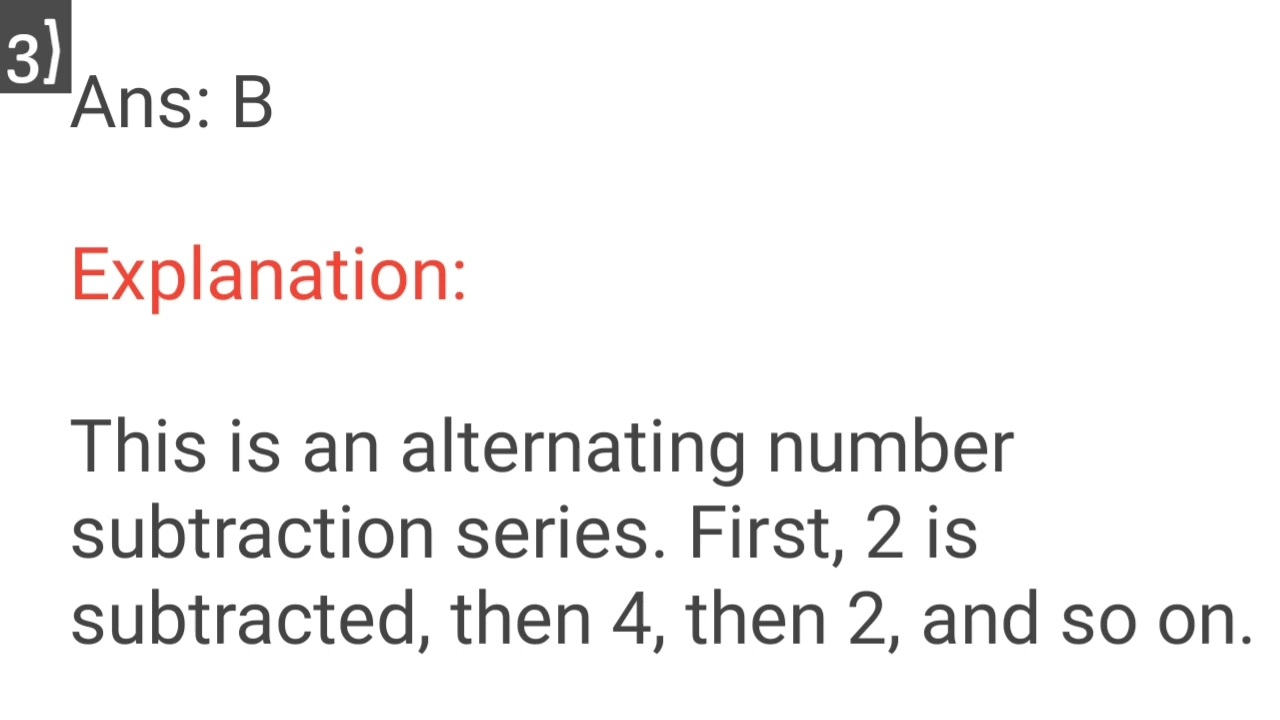 3)
Ans: B
Explanation:
This is an alternating number
subtraction series. First, 2 is
subtracted, then 4, then 2, and so on.